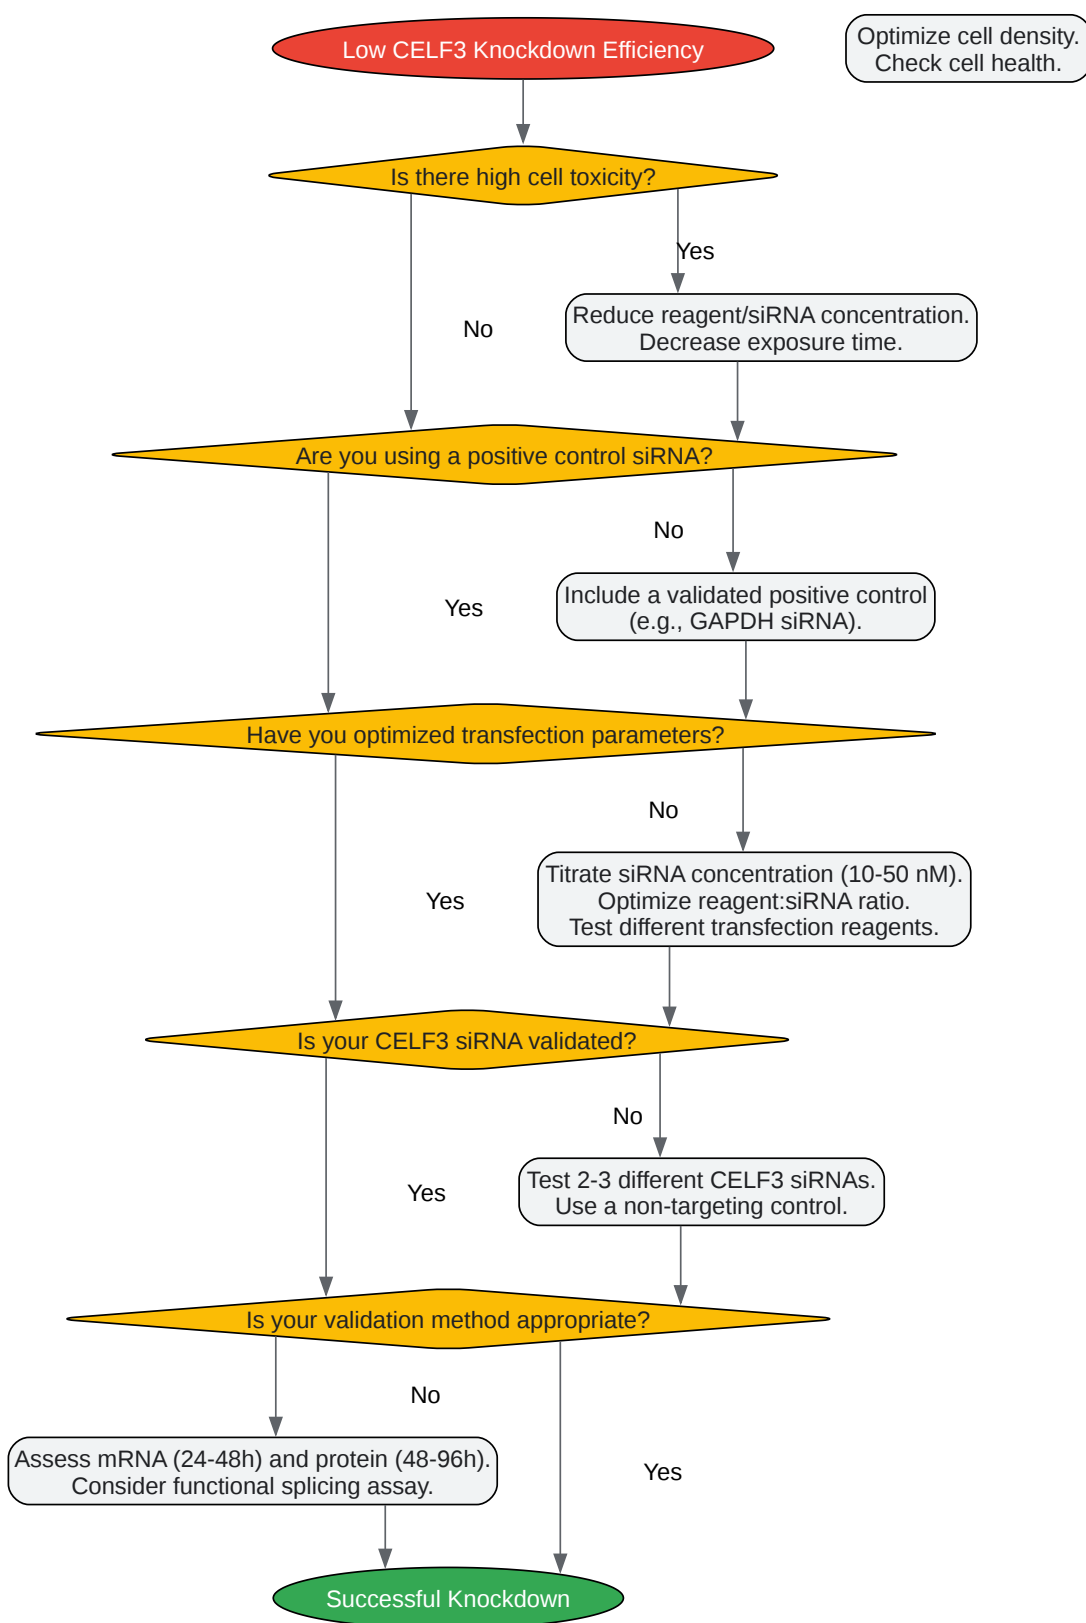 Low CELF3 Knockdown Efficiency
Optimize cell density.
Check cell health.
Is there high cell toxicity?
Yes
No
Reduce reagent/siRNA concentration.
Decrease exposure time.
Are you using a positive control siRNA?
No
Yes
Include a validated positive control
(e.g., GAPDH siRNA).
Have you optimized transfection parameters?
No
Yes
Titrate siRNA concentration (10-50 nM).
Optimize reagent:siRNA ratio.
Test different transfection reagents.
Is your CELF3 siRNA validated?
No
Yes
Test 2-3 different CELF3 siRNAs.
Use a non-targeting control.
Is your validation method appropriate?
No
Yes
Assess mRNA (24-48h) and protein (48-96h).
Consider functional splicing assay.
Successful Knockdown